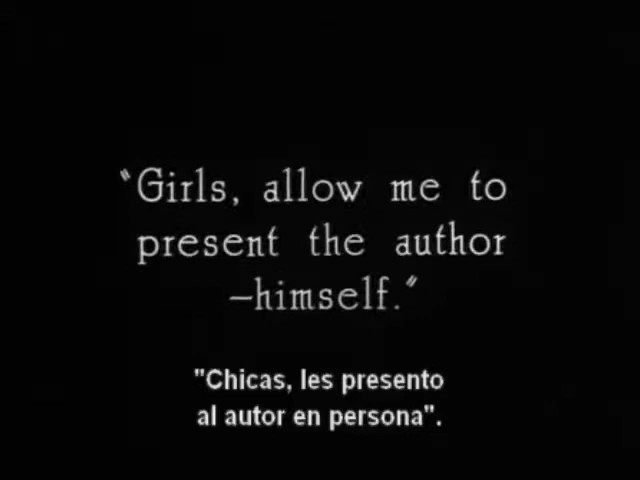 "Girls, allow me to
present the author
—himself."
"Chicas, les presento
al autor en persona".